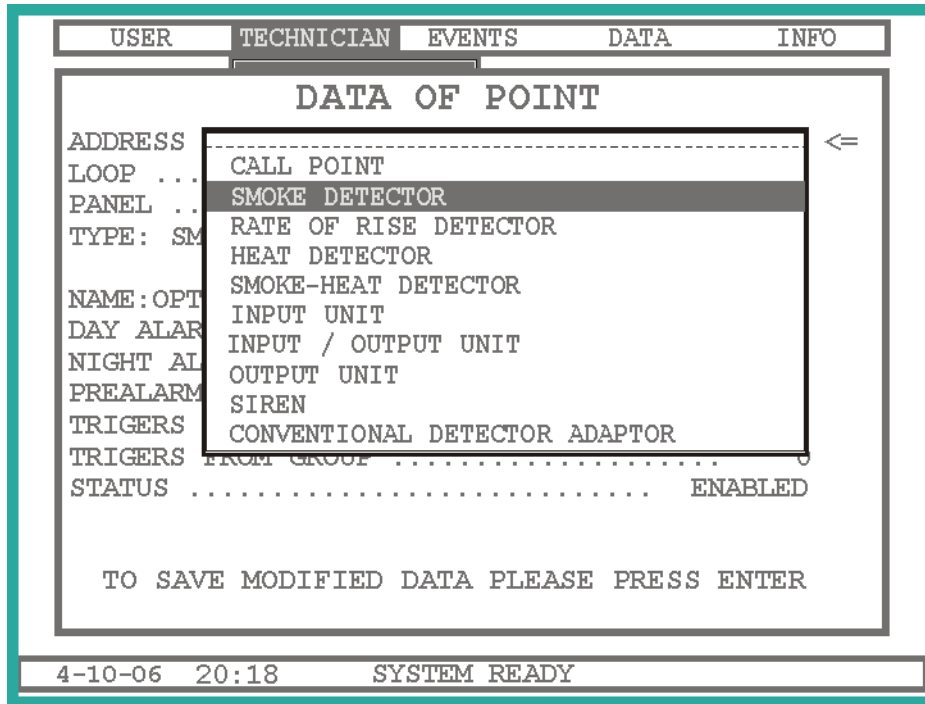 USER TECHNICIAN EVENTS DATA INFO
DATA OF POINT
ADDRESS <=
LOOP ...
PANEL ..
TYPE: SM
NAME:OPT
DAY ALAR
NIGHT AL
PREALARM
TRIGERS
CALL POINT
SMOKE DETECTOR
RATE OF RISE DETECTOR
HEAT DETECTOR
SMOKE-HEAT DETECTOR
INPUT UNIT
INPUT / OUTPUT UNIT
OUTPUT UNIT
SIREN
CONVENTIONAL DETECTOR ADAPTOR
TRIGERS FROM GROUP .................... 0
STATUS ............................ ENABLED
TO SAVE MODIFIED DATA PLEASE PRESS ENTER
4-10-06 20:18 SYSTEM READY